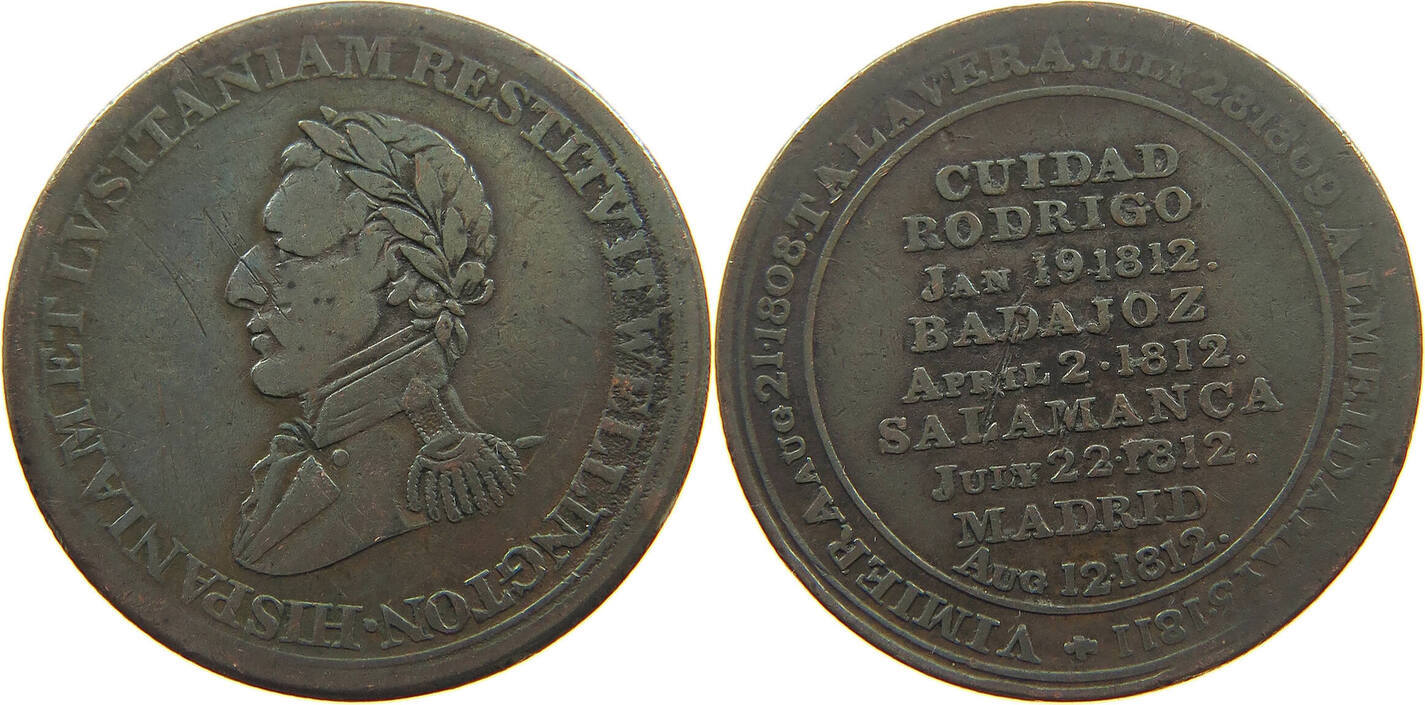 HISPANIAM ET LVSITANIAM RESTITVIT WELLINGTON ·
VIMIERA AUG 21·1808. TALAVERA JULY 28·1809. ALMEIDA MAY 5 1811
CUIDAD
RODRIGO
JAN 19·1812.
BADAJOZ
APRIL 2·1812.
SALAMANCA
JULY 22·1812.
MADRID
AUG 12·1812.